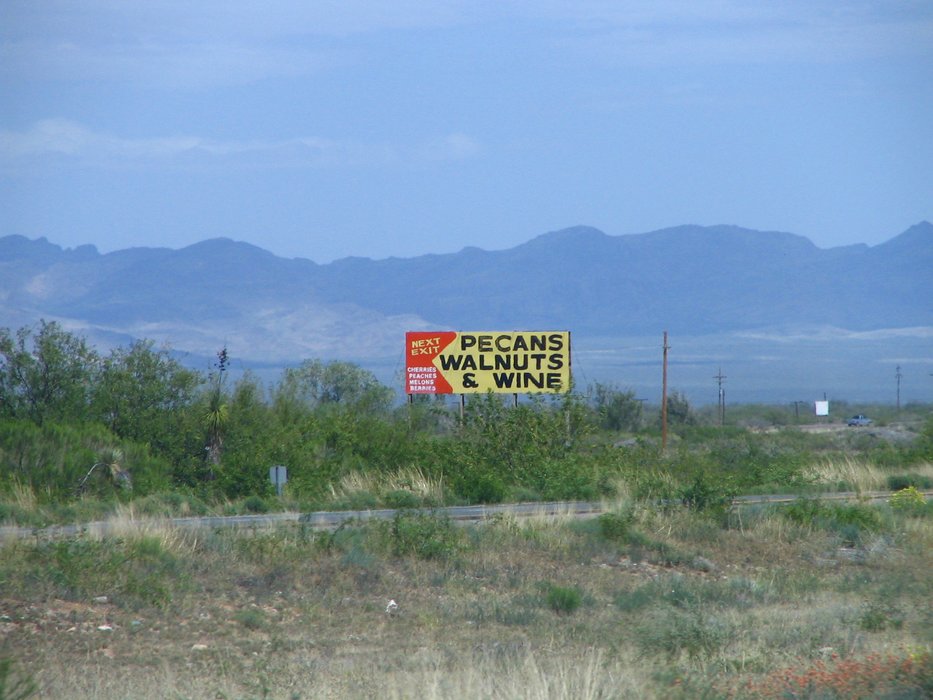 NEXT
EXIT
CHERRIES
PEACHES
MELONS
BERRIES
PECANS
WALNUTS
& WINE